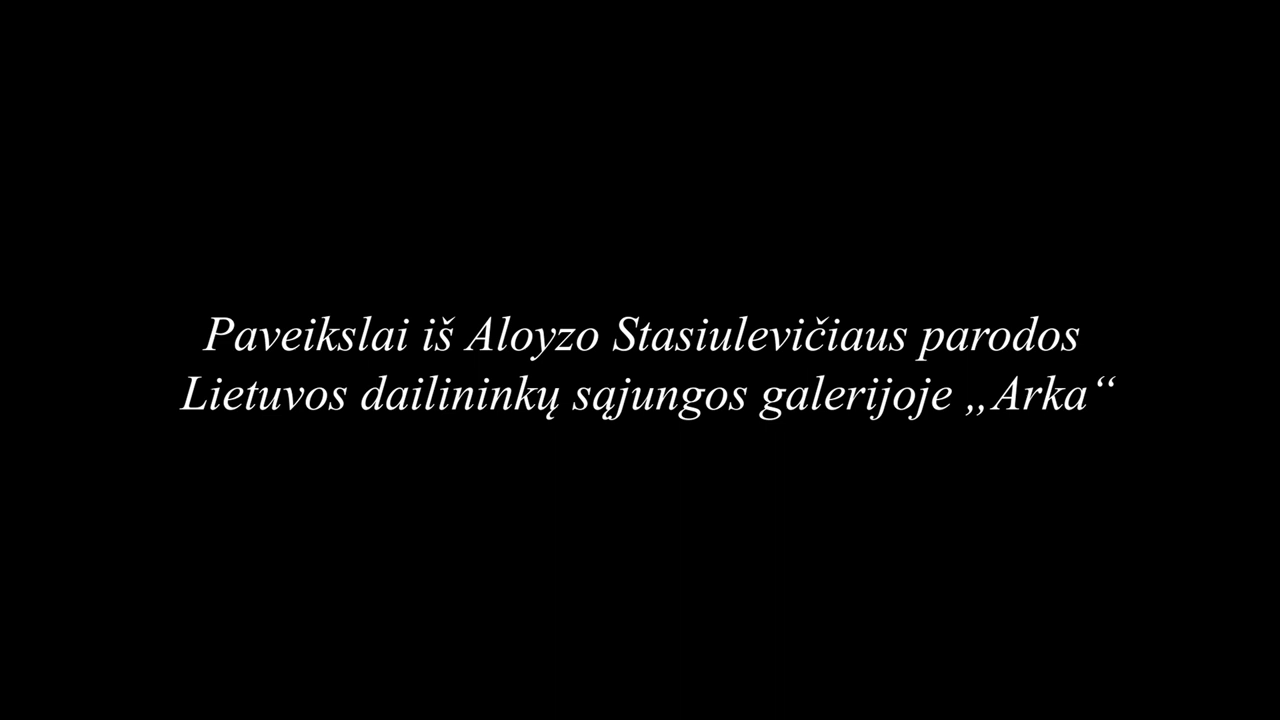 Paveikslai iš Aloyzo Stasiulevičiaus parodos
Lietuvos dailininkų sąjungos galerijoje „Arka“